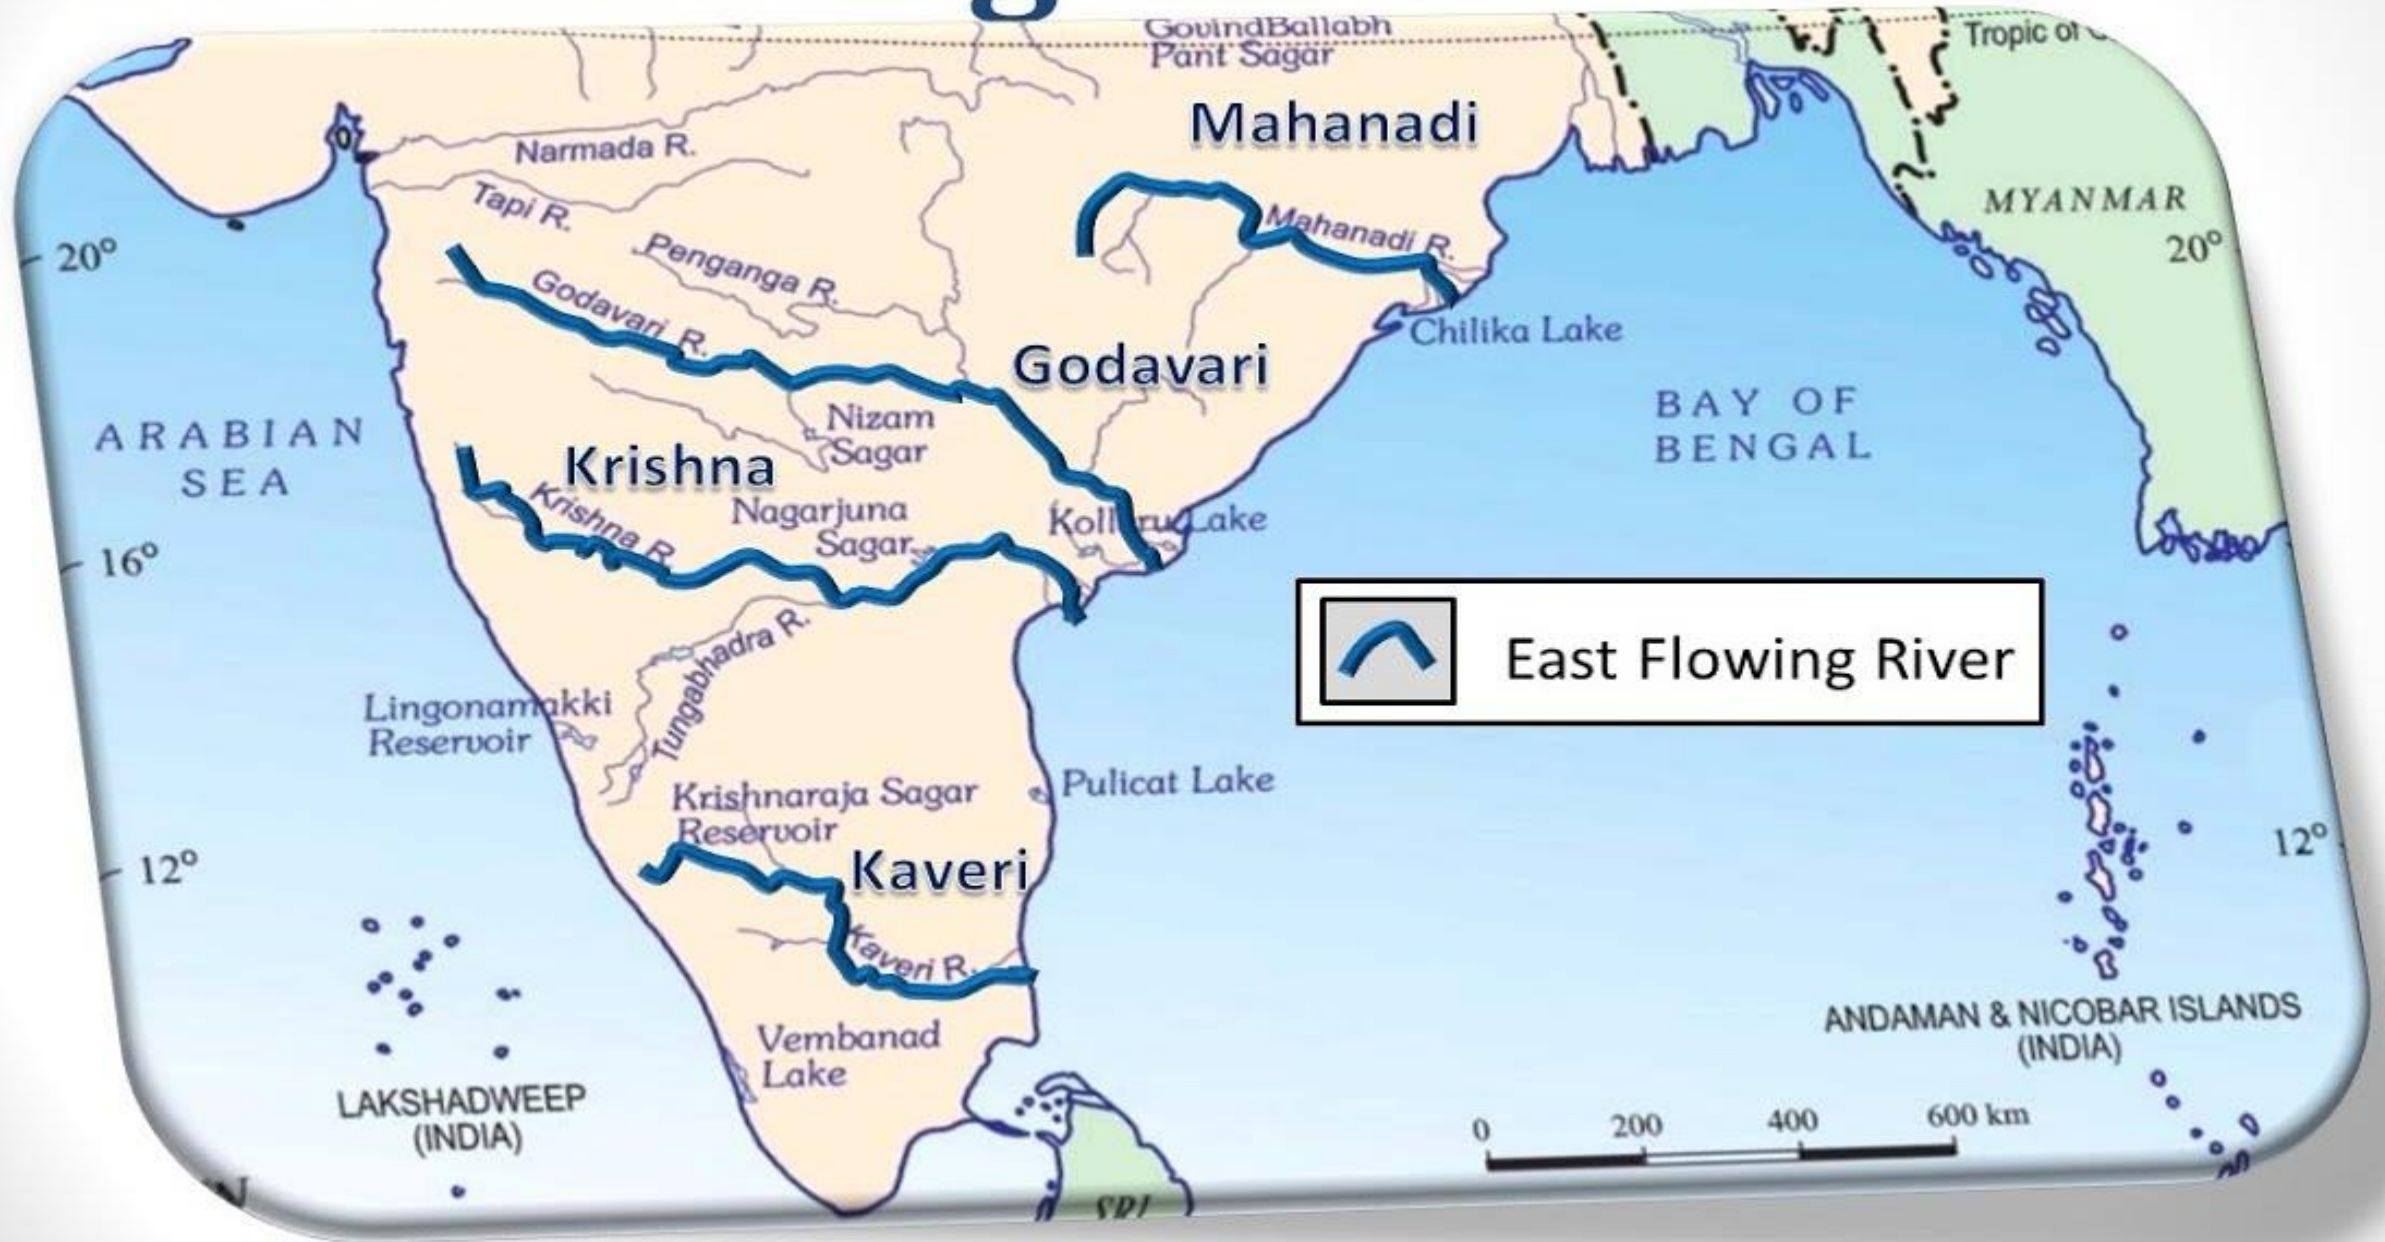 GovindBallabh
Pant Sagar
Tropic of
Mahanadi
Narmada R.
Tapi R.
Mahanadi R.
MYANMAR
20°
20°
Penganga R.
Godavari R.
Chilika Lake
Godavari
BAY OF
BENGAL
ARABIAN
SEA
Nizam
Sagar
Krishna
Krishna R.
Nagarjuna
Sagar
Kolleru Lake
16°
East Flowing River
Tungabhadra R.
Lingonamakki
Reservoir
Krishnaraja Sagar
Reservoir
Pulicat Lake
12°
12°
Kaveri
Kaveri R.
ANDAMAN & NICOBAR ISLANDS
(INDIA)
Vembanad
Lake
LAKSHADWEEP
(INDIA)
0 200 400 600 km
SRI